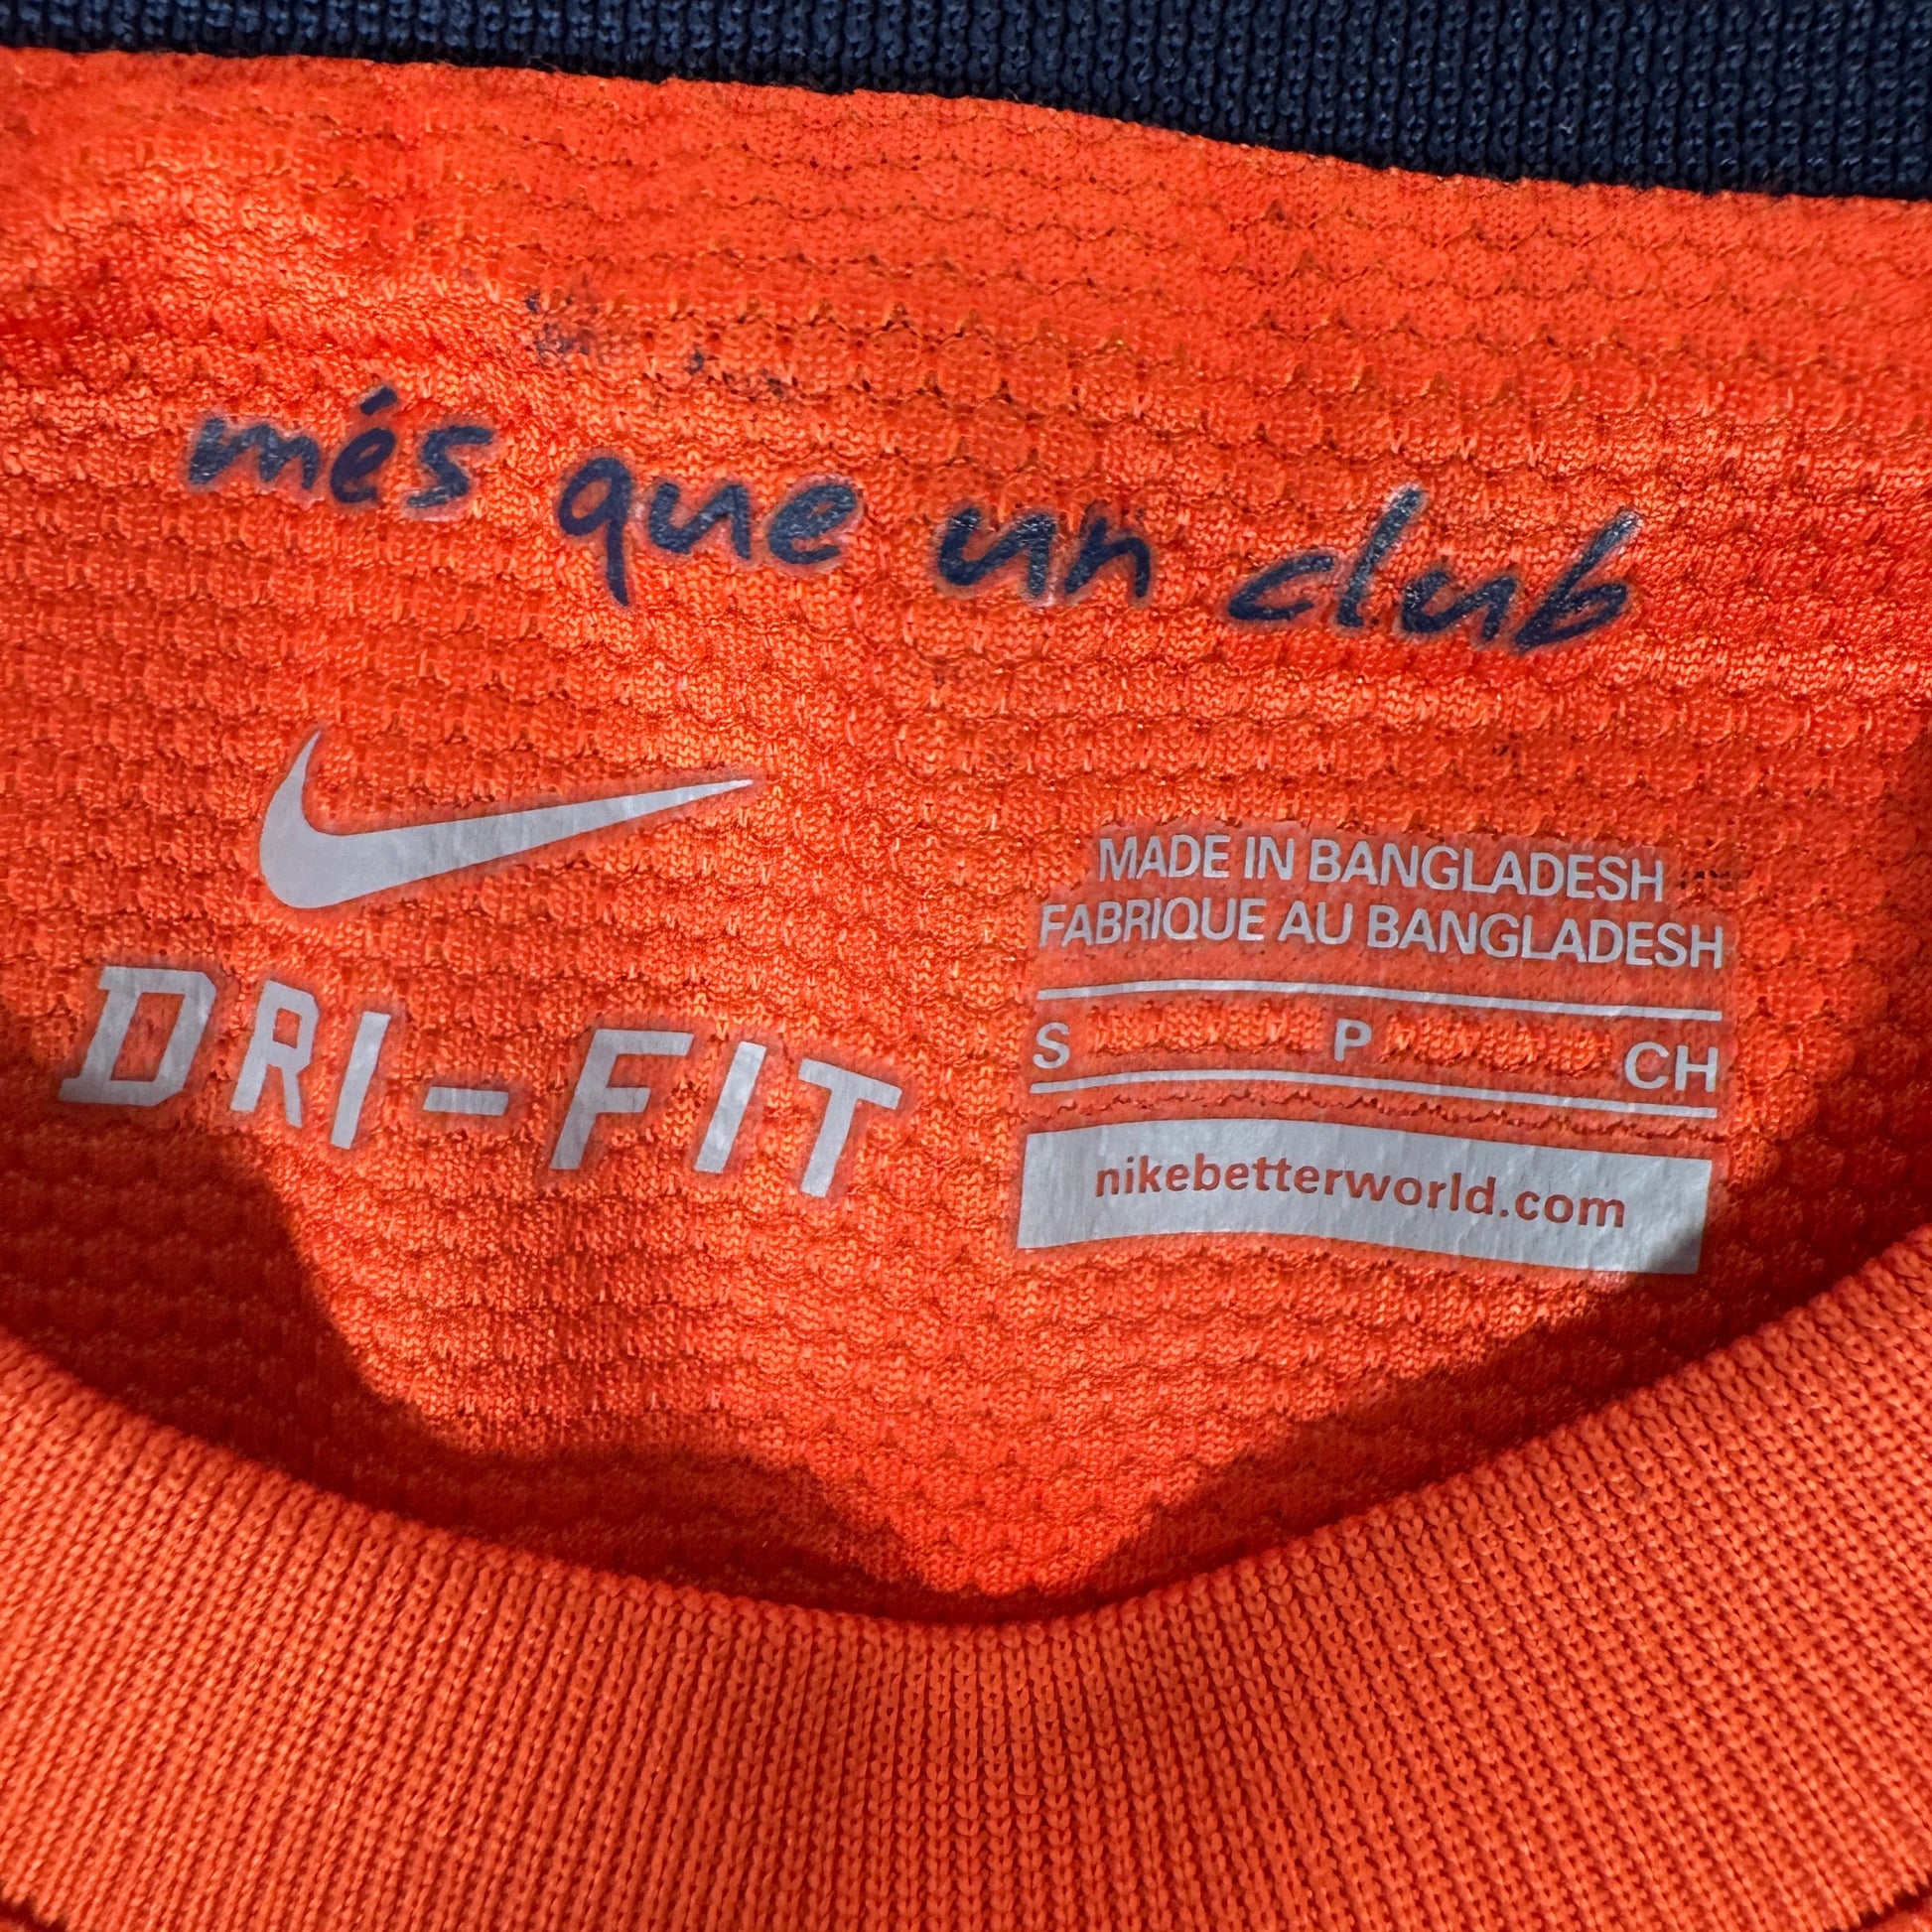 més que un club
DRI-FIT
MADE IN BANGLADESH
FABRIQUE AU BANGLADESH
S P CH
nikebetterworld.com